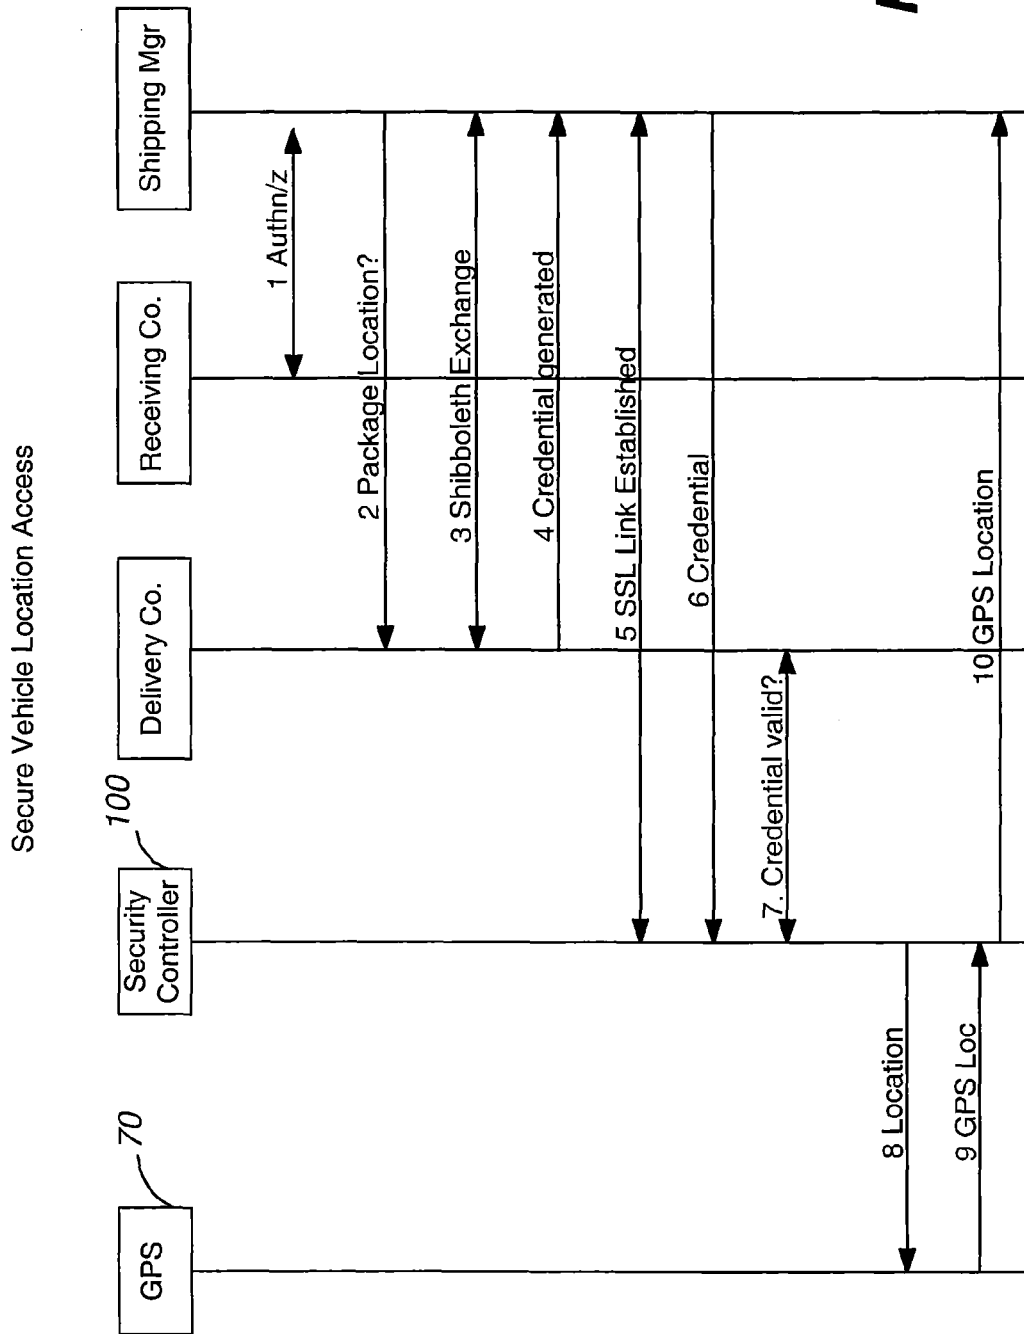 Secure Vehicle Location Access
GPS
70
Security
Controller
100
Delivery Co.
Receiving Co.
Shipping Mgr
1 Authn/z
2 Package Location?
3 Shibboleth Exchange
4 Credential generated
5 SSL Link Established
6 Credential
7. Credential valid?
8 Location
9 GPS Loc
10 GPS Location